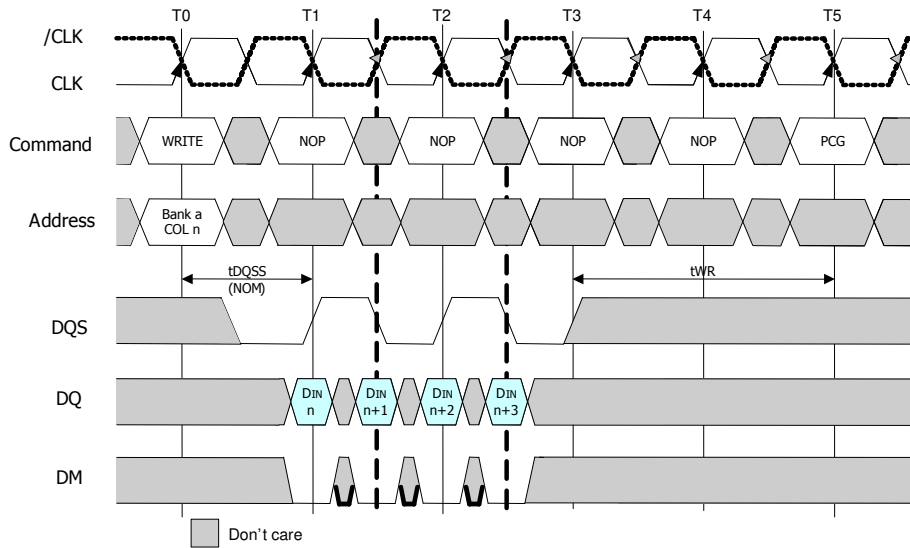 T0 T1 T2 T3 T4 T5
/CLK
CLK
Command WRITE NOP NOP NOP NOP PCG
Address Bank a
COL n
tDQSS
(NOM)
tWR
DQS
DQ DIN
n
DIN
n+1
DIN
n+2
DIN
n+3
DM
Don't care